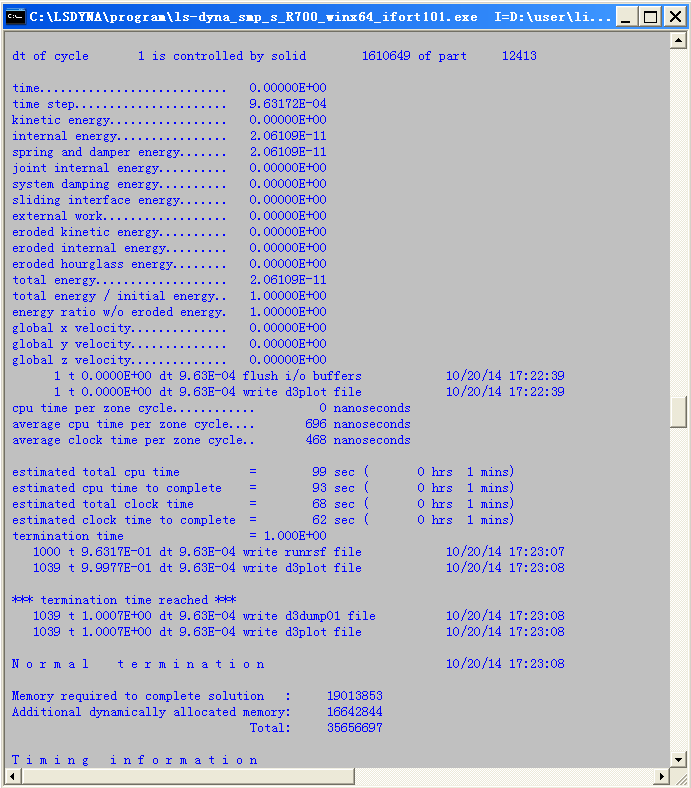 C:\LSDYNA\program\ls-dyna_smp_s_R700_winx64_ifort101.exe I=D:\user\li...
dt of cycle 1 is controlled by solid 1610649 of part 12413
time........................... 0.00000E+00
time step...................... 9.63172E-04
kinetic energy................. 0.00000E+00
internal energy................ 2.06109E-11
spring and damper energy....... 2.06109E-11
joint internal energy.......... 0.00000E+00
system damping energy.......... 0.00000E+00
sliding interface energy....... 0.00000E+00
external work.................. 0.00000E+00
eroded kinetic energy.......... 0.00000E+00
eroded internal energy......... 0.00000E+00
eroded hourglass energy........ 0.00000E+00
total energy................... 2.06109E-11
total energy / initial energy.. 1.00000E+00
energy ratio w/o eroded energy. 1.00000E+00
global x velocity.............. 0.00000E+00
global y velocity.............. 0.00000E+00
global z velocity.............. 0.00000E+00
1 t 0.0000E+00 dt 9.63E-04 flush i/o buffers 10/20/14 17:22:39
1 t 0.0000E+00 dt 9.63E-04 write d3plot file 10/20/14 17:22:39
cpu time per zone cycle............ 0 nanoseconds
average cpu time per zone cycle.... 696 nanoseconds
average clock time per zone cycle.. 468 nanoseconds
estimated total cpu time = 99 sec ( 0 hrs 1 mins)
estimated cpu time to complete = 93 sec ( 0 hrs 1 mins)
estimated total clock time = 68 sec ( 0 hrs 1 mins)
estimated clock time to complete = 62 sec ( 0 hrs 1 mins)
termination time = 1.000E+00
1000 t 9.6317E-01 dt 9.63E-04 write runrsf file 10/20/14 17:23:07
1039 t 9.9977E-01 dt 9.63E-04 write d3plot file 10/20/14 17:23:08
*** termination time reached ***
1039 t 1.0007E+00 dt 9.63E-04 write d3dump01 file 10/20/14 17:23:08
1039 t 1.0007E+00 dt 9.63E-04 write d3plot file 10/20/14 17:23:08
N o r m a l t e r m i n a t i o n 10/20/14 17:23:08
Memory required to complete solution : 19013853
Additional dynamically allocated memory: 16642844
Total: 35656697
T i m i n g i n f o r m a t i o n